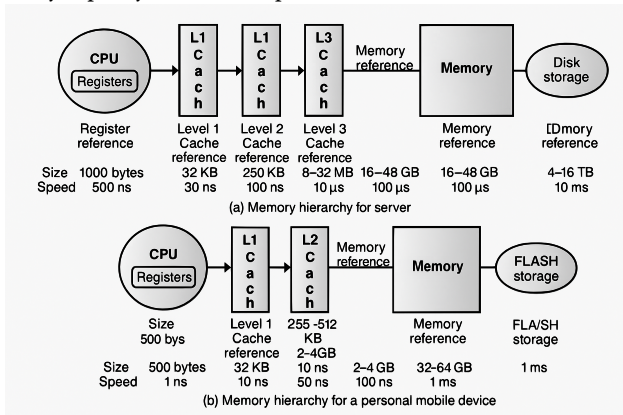 L1 L1 L3
C C C
a a a
c c c
h h h
CPU
Registers
Memory
reference
Memory
Disk
storage
Register
reference
Level 1
Cache
reference
Level 2
Cache
reference
Level 3
Cache
reference
Memory
reference
Dmory
reference
Size 1000 bytes 32 KB 250 KB 8–32 MB 16–48 GB 16–48 GB 4–16 TB
Speed 500 ns 30 ns 100 ns 10 µs 100 µs 100 µs 10 ms
(a) Memory hierarchy for server
L1 L2
C C
a a
c c
h h
CPU
Registers
Memory
reference
Memory
FLASH
storage
Size
500 bys
Level 1
Cache
reference
255 -512
KB
2–4GB
Memory
reference
FLA/SH
storage
Size 500 bytes 32 KB 10 ns 2–4 GB 32-64 GB 1 ms
Speed 1 ns 10 ns 50 ns 100 ns 1 ms
(b) Memory hierarchy for a personal mobile device